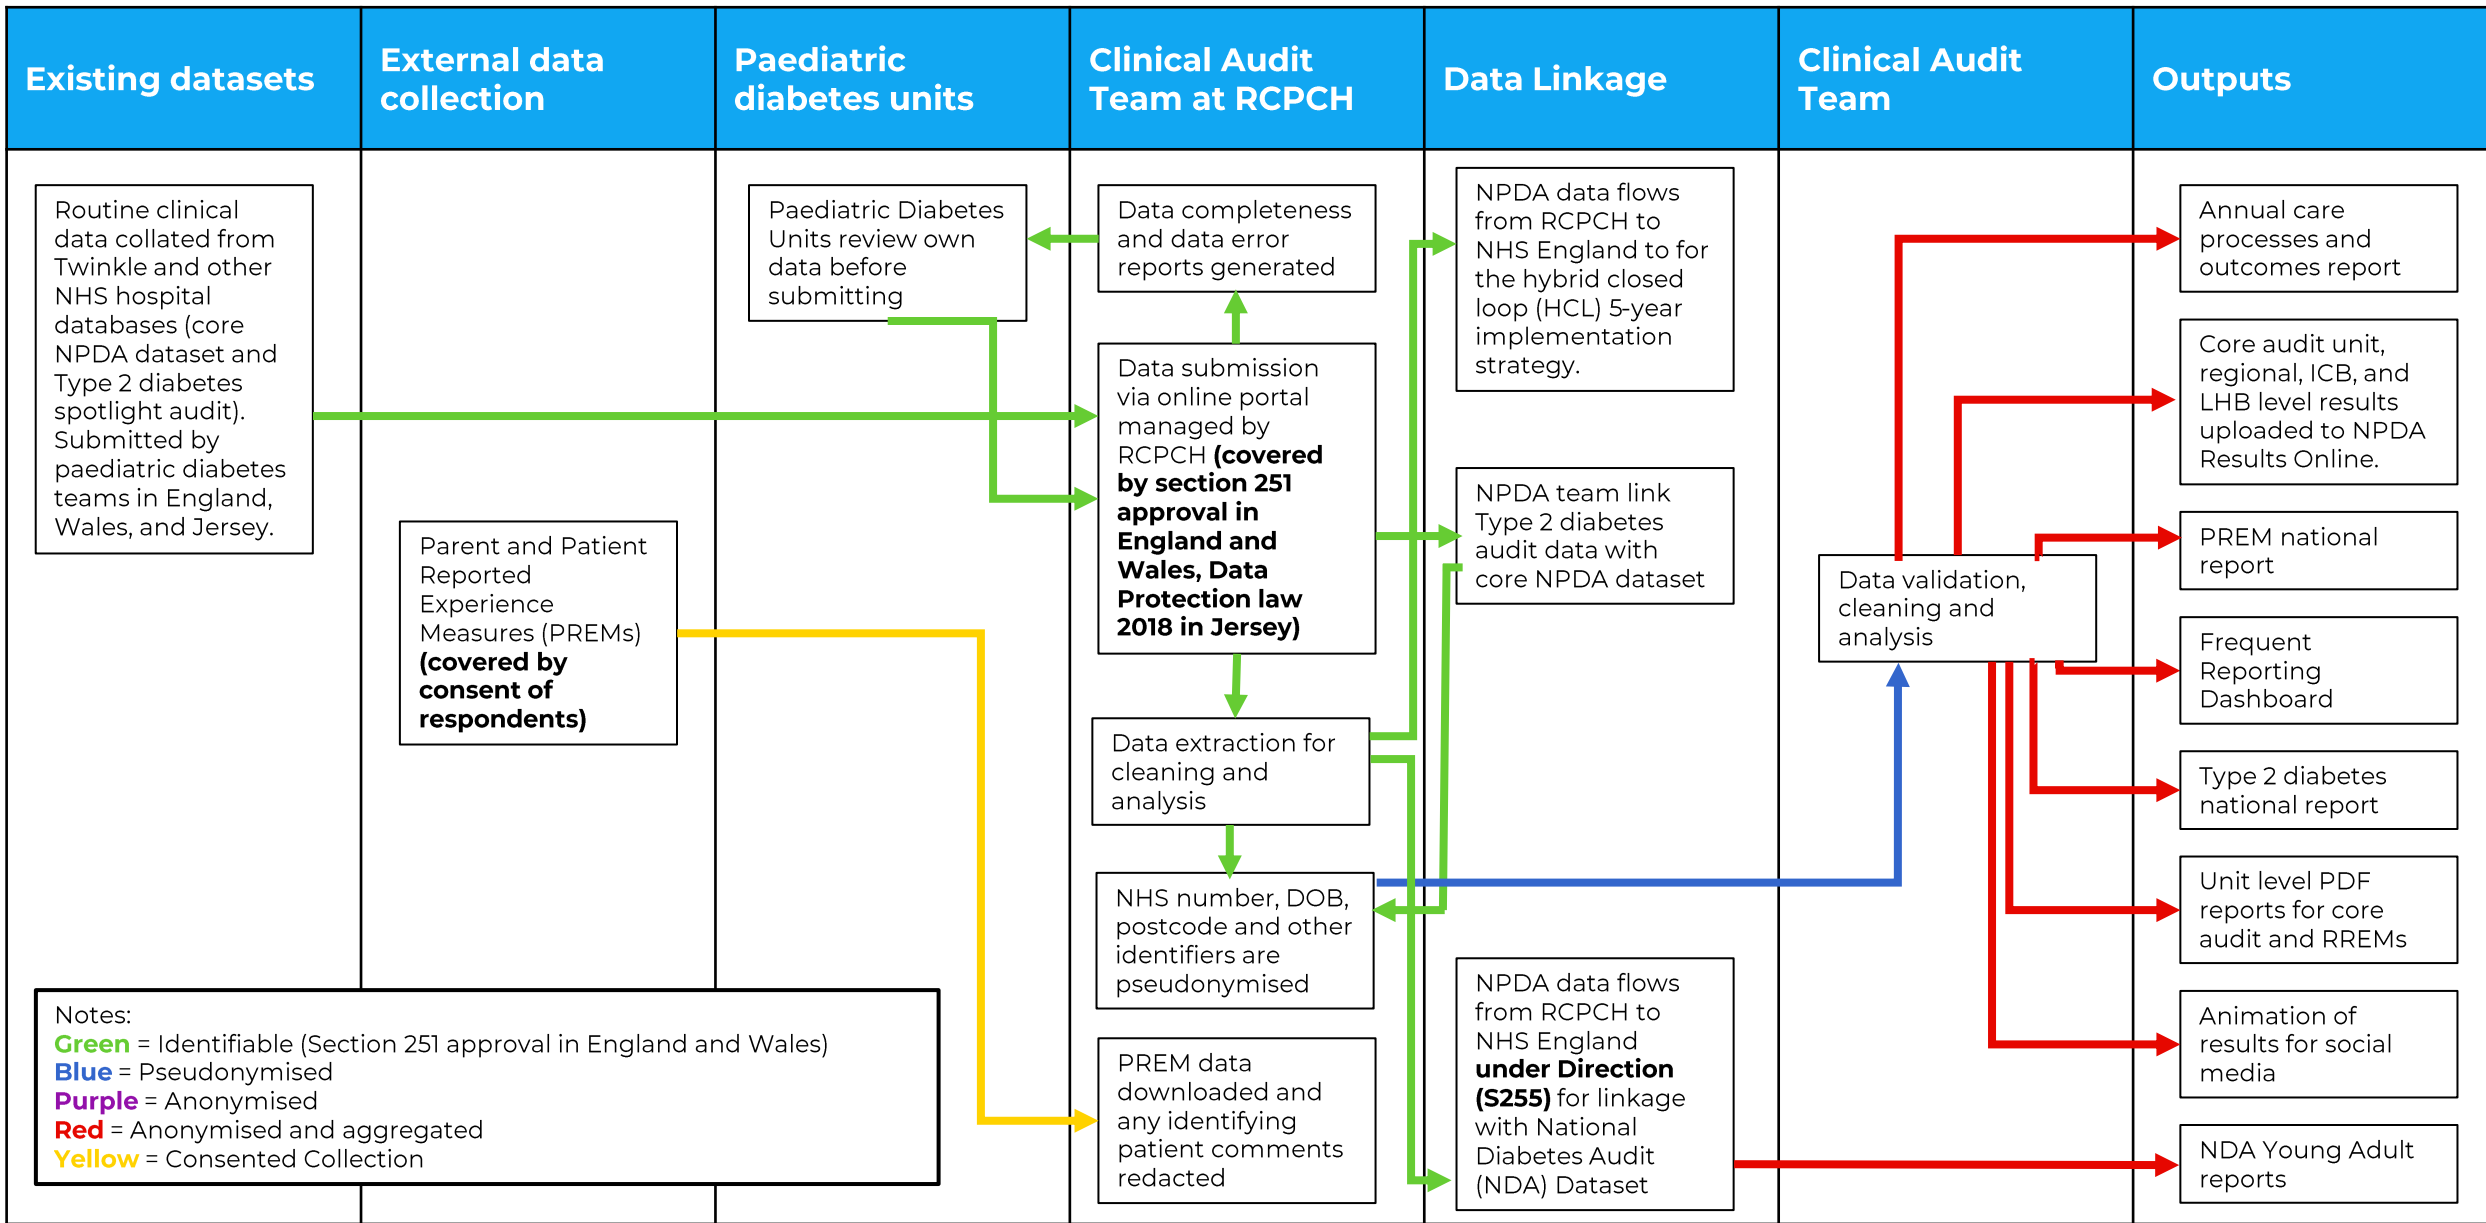 Existing datasets
External data
collection
Paediatric
diabetes units
Clinical Audit
Team at RCPCH
Data Linkage
Clinical Audit
Team
Outputs
Routine clinical
data collated from
Twinkle and other
NHS hospital
databases (core
NPDA dataset and
Type 2 diabetes
spotlight audit).
Submitted by
paediatric diabetes
teams in England,
Wales, and Jersey.
Parent and Patient
Reported
Experience
Measures (PREMs)
(covered by
consent of
respondents)
Paediatric Diabetes
Units review own
data before
submitting
Data completeness
and data error
reports generated
Data submission
via online portal
managed by
RCPCH (covered
by section 251
approval in
England and
Wales, Data
Protection law
2018 in Jersey)
Data extraction for
cleaning and
analysis
NHS number, DOB,
postcode and other
identifiers are
pseudonymised
PREM data
downloaded and
any identifying
patient comments
redacted
NPDA data flows
from RCPCH to
NHS England to for
the hybrid closed
loop (HCL) 5-year
implementation
strategy.
NPDA team link
Type 2 diabetes
audit data with
core NPDA dataset
NPDA data flows
from RCPCH to
NHS England
under Direction
(S255) for linkage
with National
Diabetes Audit
(NDA) Dataset
Data validation,
cleaning and
analysis
Annual care
processes and
outcomes report
Core audit unit,
regional, ICB, and
LHB level results
uploaded to NPDA
Results Online.
PREM national
report
Frequent
Reporting
Dashboard
Type 2 diabetes
national report
Unit level PDF
reports for core
audit and RREMs
Animation of
results for social
media
NDA Young Adult
reports
Notes:
Green = Identifiable (Section 251 approval in England and Wales)
Blue = Pseudonymised
Purple = Anonymised
Red = Anonymised and aggregated
Yellow = Consented Collection